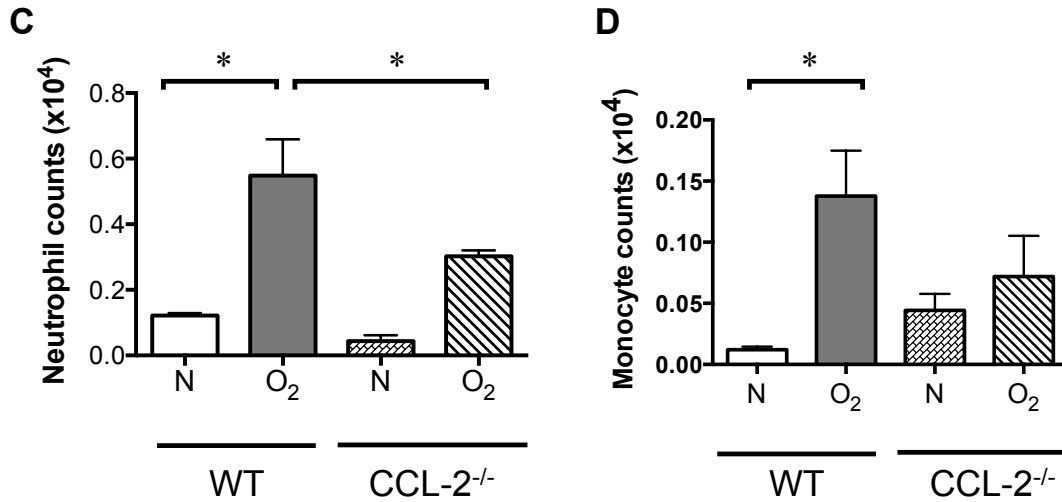 C
Neutrophil counts (x10⁴)
0.8
0.6
0.4
0.2
0.0
*
*
N
O₂
N
O₂
WT
CCL-2⁻/⁻
D
Monocyte counts (x10⁴)
0.20
0.15
0.10
0.05
0.00
*
N
O₂
N
O₂
WT
CCL-2⁻/⁻